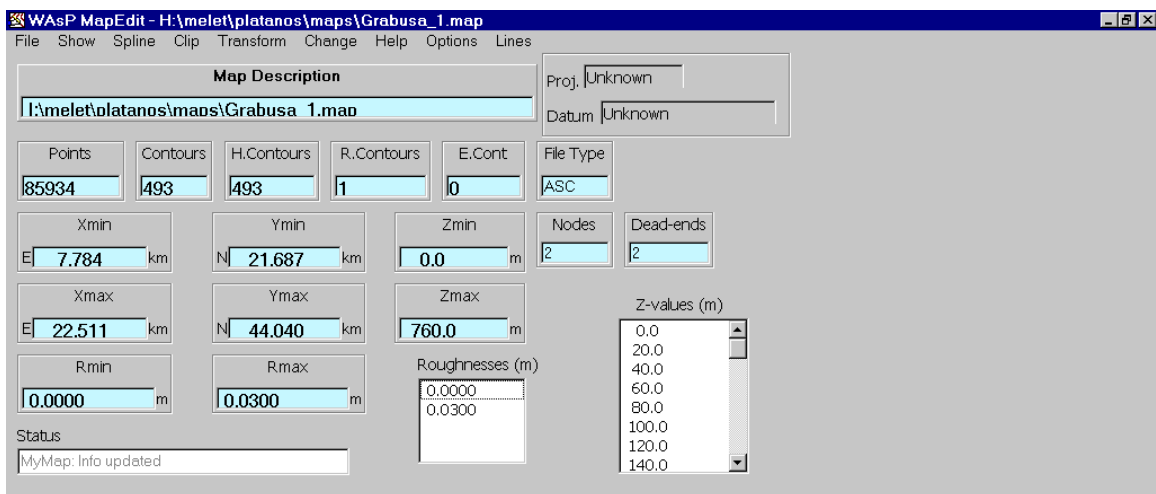 WAsP MapEdit - H:\melet\platanos\maps\Grabusa_1.map
File Show Spline Clip Transform Change Help Options Lines
Map Description
I:\melet\platanos\maps\Grabusa_1.map
Proj. Unknown
Datum Unknown
Points Contours H.Contours R.Contours E.Cont File Type
85934 493 493 1 0 ASC
Xmin Ymin Zmin Nodes Dead-ends
E 7.784 km N 21.687 km 0.0 m 2 2
Xmax Ymax Zmax
E 22.511 km N 44.040 km 760.0 m
Rmin Rmax
0.0000 m 0.0300 m
Roughnesses (m)
0.0000
0.0300
Z-values (m)
0.0
20.0
40.0
60.0
80.0
100.0
120.0
140.0
Status
MyMap: Info updated